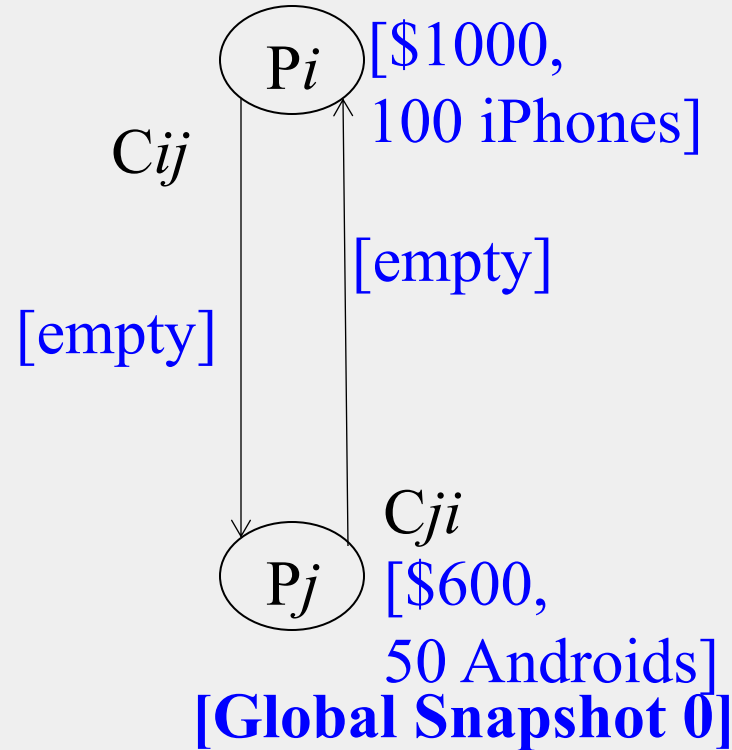 Pi
[$1000,
100 iPhones]
Cij
[empty]
[empty]
Cji
Pj
[$600,
50 Androids]
[Global Snapshot 0]